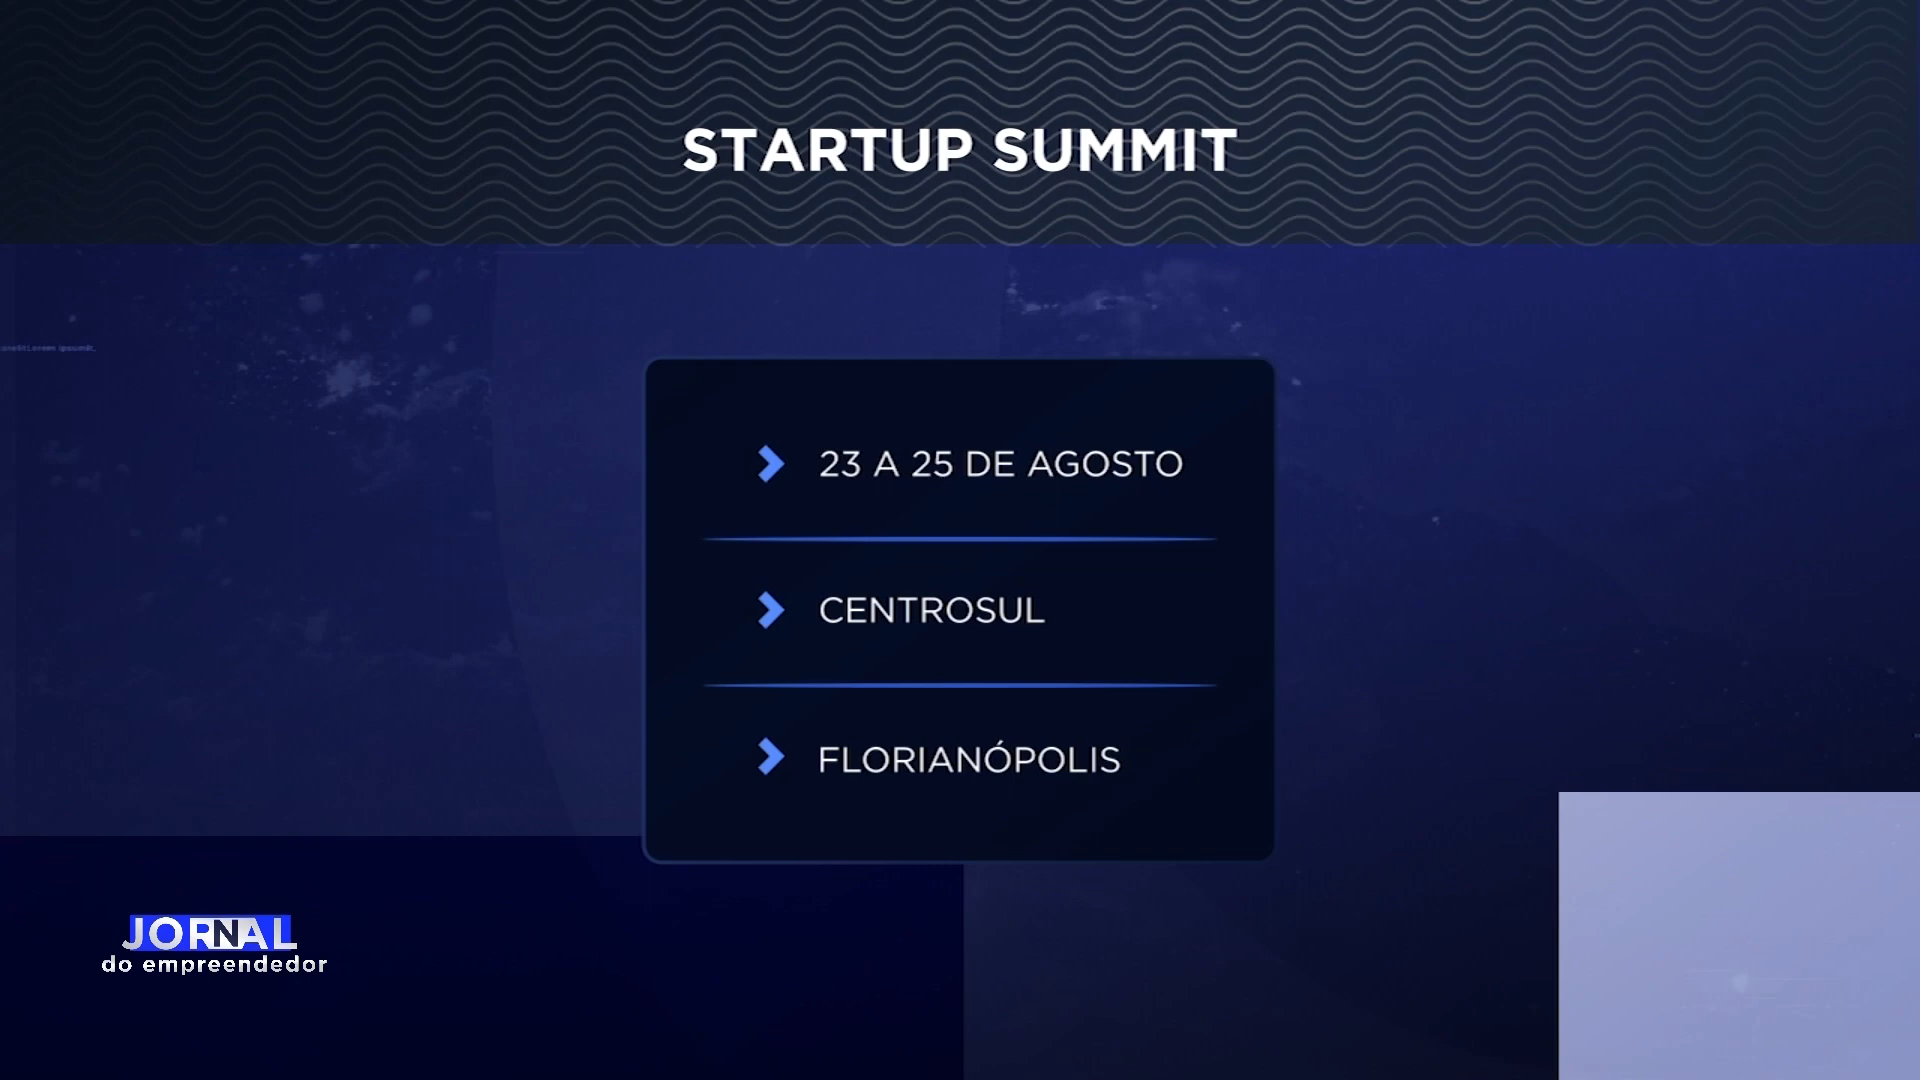 STARTUP SUMMIT
23 A 25 DE AGOSTO
CENTROSUL
FLORIANÓPOLIS
JORNAL
do empreendedor